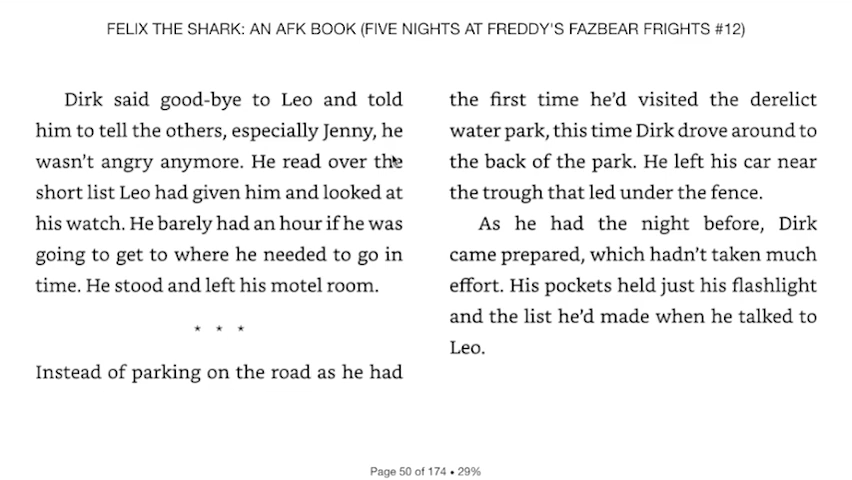 FELIX THE SHARK: AN AFK BOOK (FIVE NIGHTS AT FREDDY'S FAZBEAR FRIGHTS #12)
Dirk said good-bye to Leo and told
him to tell the others, especially Jenny, he
wasn't angry anymore. He read over the
short list Leo had given him and looked at
his watch. He barely had an hour if he was
going to get to where he needed to go in
time. He stood and left his motel room.
* * *
Instead of parking on the road as he had
the first time he'd visited the derelict
water park, this time Dirk drove around to
the back of the park. He left his car near
the trough that led under the fence.
As he had the night before, Dirk
came prepared, which hadn't taken much
effort. His pockets held just his flashlight
and the list he'd made when he talked to
Leo.
Page 50 of 174 • 29%